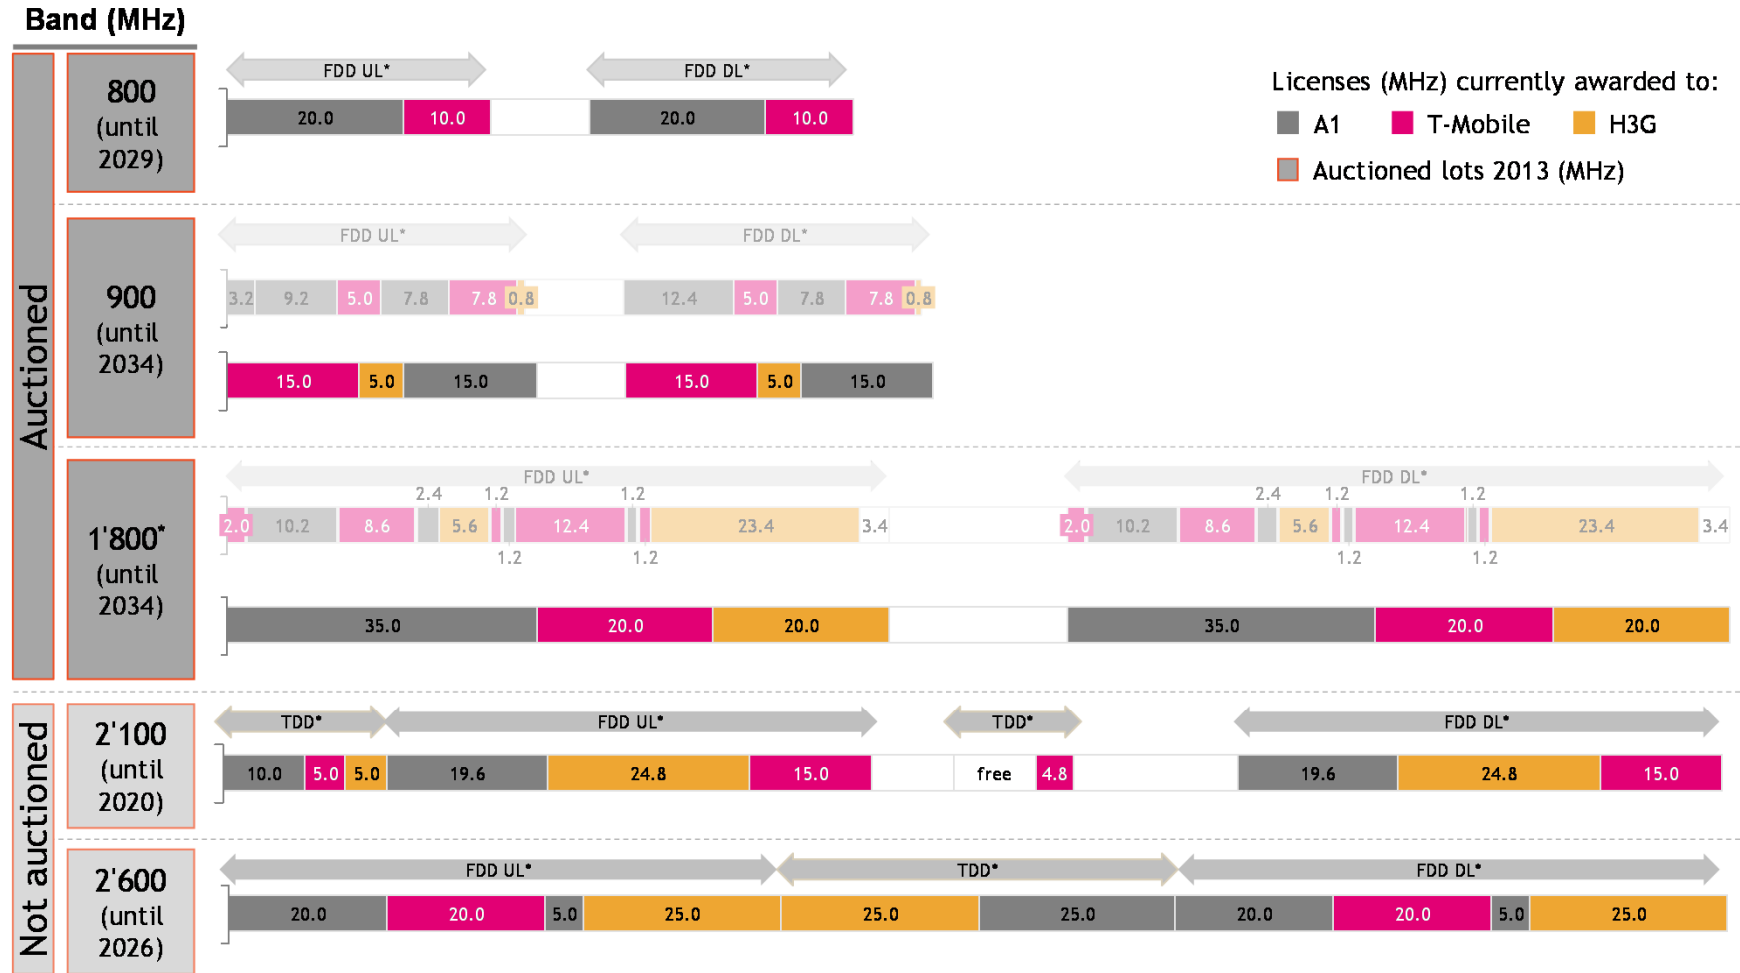 Band (MHz)
Auctioned
800
(until
2029)
FDD UL*
FDD DL*
20.0 10.0 20.0 10.0
Licenses (MHz) currently awarded to:
A1 T-Mobile H3G
Auctioned lots 2013 (MHz)
900
(until
2034)
FDD UL* FDD DL*
3.2 9.2 5.0 7.8 7.8 0.8 12.4 5.0 7.8 7.8 0.8
15.0 5.0 15.0 15.0 5.0 15.0
1'800*
(until
2034)
FDD UL* FDD DL*
2.4 1.2 1.2 2.4 1.2 1.2
2.0 10.2 8.6 5.6 12.4 23.4 3.4 2.0 10.2 8.6 5.6 12.4 23.4 3.4
1.2 1.2 1.2 1.2
35.0 20.0 20.0 35.0 20.0 20.0
Not auctioned
2'100
(until
2020)
TDD* FDD UL* TDD* FDD DL*
10.0 5.0 5.0 19.6 24.8 15.0 free 4.8 19.6 24.8 15.0
2'600
(until
2026)
FDD UL* TDD* FDD DL*
20.0 20.0 5.0 25.0 25.0 25.0 20.0 20.0 5.0 25.0